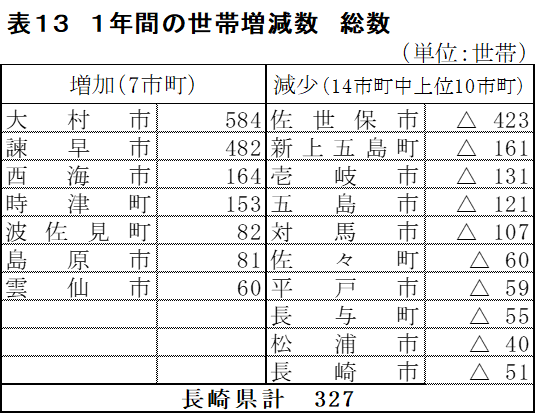 表13 1年間の世帯増減数 総数
(単位:世帯)
増加(7市町) 減少(14市町中上位10市町)
大村市 584 佐世保市 △ 423
諫早市 482 新上五島町 △ 161
西海市 164 壱岐市 △ 131
時津町 153 五島市 △ 121
波佐見町 82 対馬市 △ 107
島原市 81 佐々町 △ 60
雲仙市 60 平戸市 △ 59
長与町 △ 55
松浦市 △ 40
長崎市 △ 51
長崎県計 327